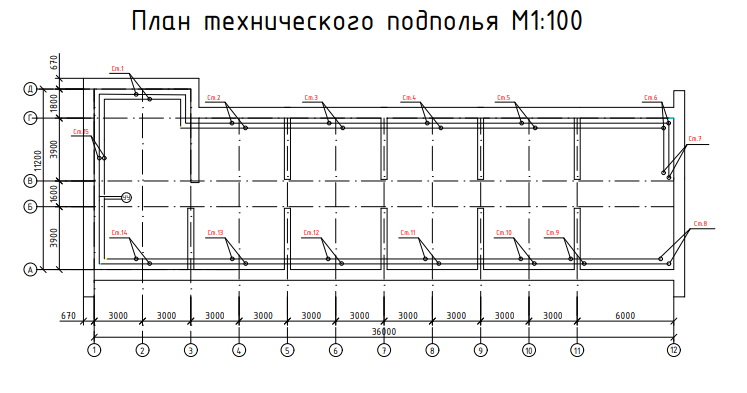 План технического подполья М1:100
670
Ст.1
Д
1800
Ст.2
Ст.3
Ст.4
Ст.5
Ст.6
Г
Ст.15
Ст.7
3900
11200
В
1600
Б
Ст.14
Ст.13
Ст.12
Ст.11
Ст.10
Ст.9
Ст.8
3900
А
670
3000
3000
3000
3000
3000
3000
3000
3000
3000
3000
6000
36000
1
2
3
4
5
6
7
8
9
10
11
12